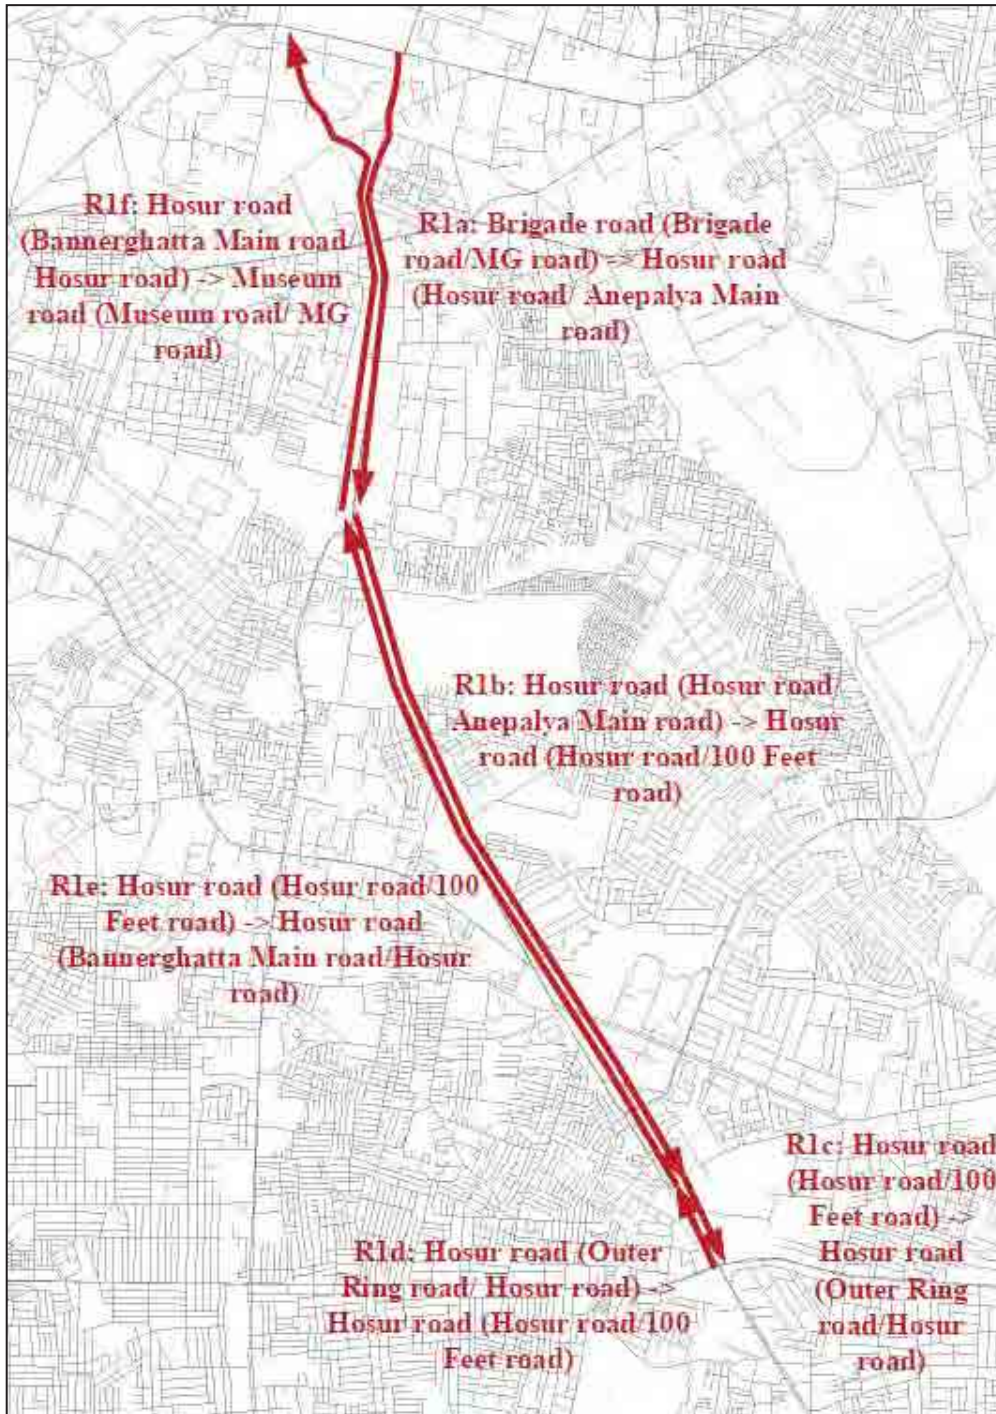 R1f: Hosur road
(Bannerghatta Main road
Hosur road) -> Museum
road (Museum road/ MG
road)
R1a: Brigade road (Brigade
road/MG road) -> Hosur road
(Hosur road/ Anepalya Main
road)
R1b: Hosur road (Hosur road/
Anepalya Main road) -> Hosur
road (Hosur road/100 Feet
road)
R1e: Hosur road (Hosur road/100
Feet road) -> Hosur road
(Bannerghatta Main road/Hosur
road)
R1c: Hosur road
(Hosur road/100
Feet road) ->
Hosur road
(Outer Ring
road/Hosur
road)
R1d: Hosur road (Outer
Ring road/ Hosur road) ->
Hosur road (Hosur road/100
Feet road)